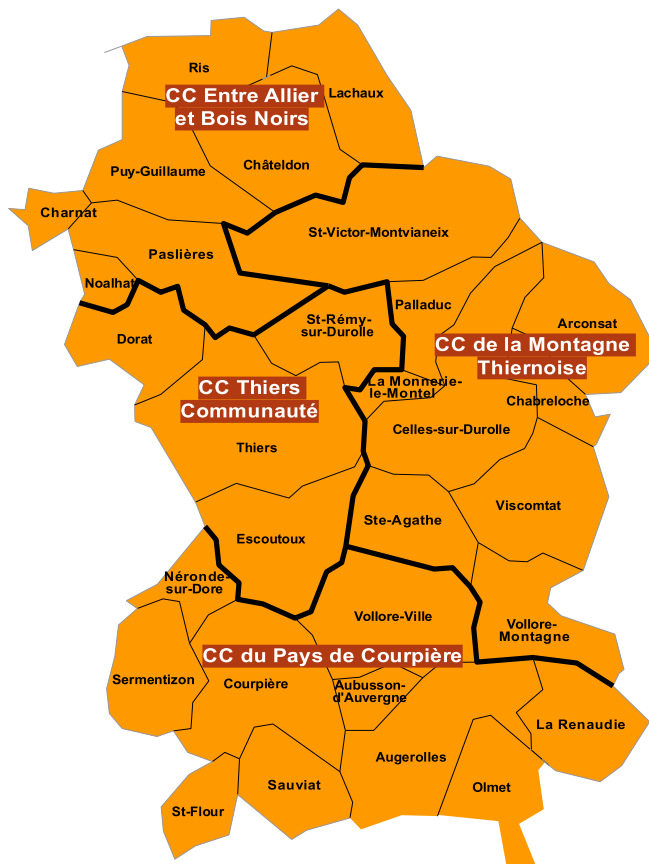 Ris
CC Entre Allier
et Bois Noirs
Lachaux
Puy-Guillaume
Châteldon
Charnat
St-Victor-Montvianeix
Paslières
Noalhat
Palladuc
St-Rémy-
sur-Durolle
Arconsat
Dorat
CC de la Montagne
Thiernoise
CC Thiers
Communauté
La Monnerie-
le-Montel
Chabreloche
Celles-sur-Durolle
Thiers
Viscomtat
Ste-Agathe
Escoutoux
Néronde-
sur-Dore
Vollore-Ville
Vollore-
Montagne
CC du Pays de Courpière
Sermentizon
Courpière
Aubusson-
d'Auvergne
La Renaudie
Augerolles
Sauviat
Olmet
St-Flour